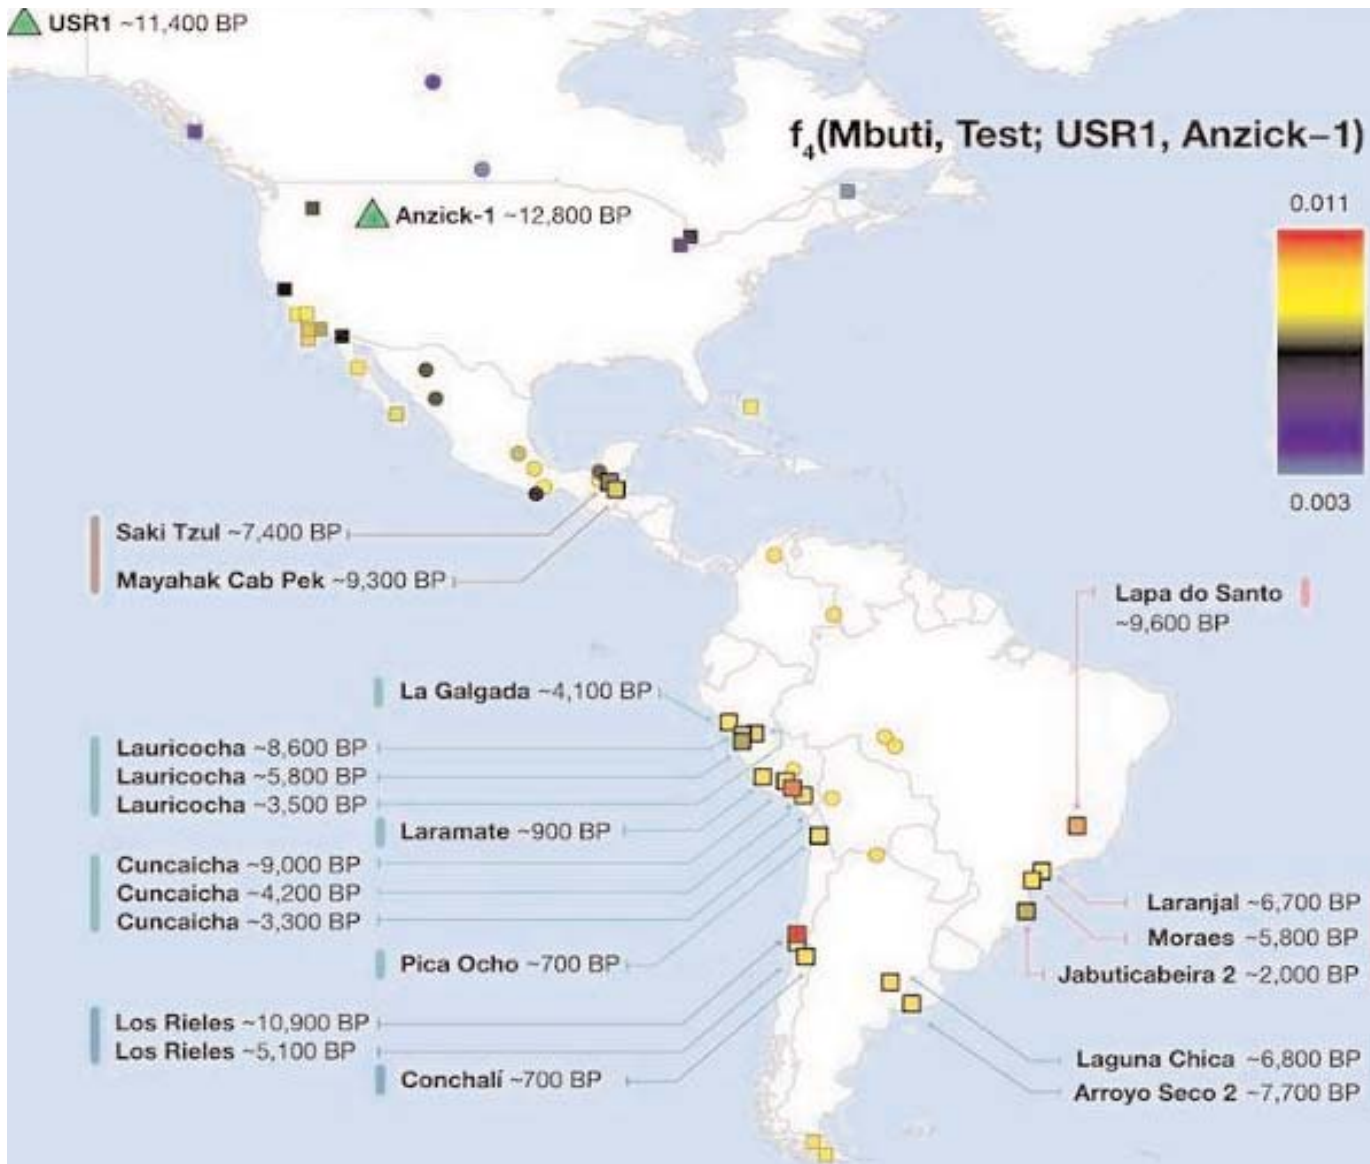 USR1 ~11,400 BP
f4(Mbuti, Test; USR1, Anzick–1)
0.011
Anzick-1 ~12,800 BP
0.003
Saki Tzul ~7,400 BP
Mayahak Cab Pek ~9,300 BP
Lapa do Santo
~9,600 BP
La Galgada ~4,100 BP
Lauricocha ~8,600 BP
Lauricocha ~5,800 BP
Lauricocha ~3,500 BP
Laramate ~900 BP
Cuncaicha ~9,000 BP
Cuncaicha ~4,200 BP
Cuncaicha ~3,300 BP
Laranjal ~6,700 BP
Moraes ~5,800 BP
Pica Ocho ~700 BP
Jabuticabeira 2 ~2,000 BP
Los Rieles ~10,900 BP
Los Rieles ~5,100 BP
Laguna Chica ~6,800 BP
Conchalí ~700 BP
Arroyo Seco 2 ~7,700 BP